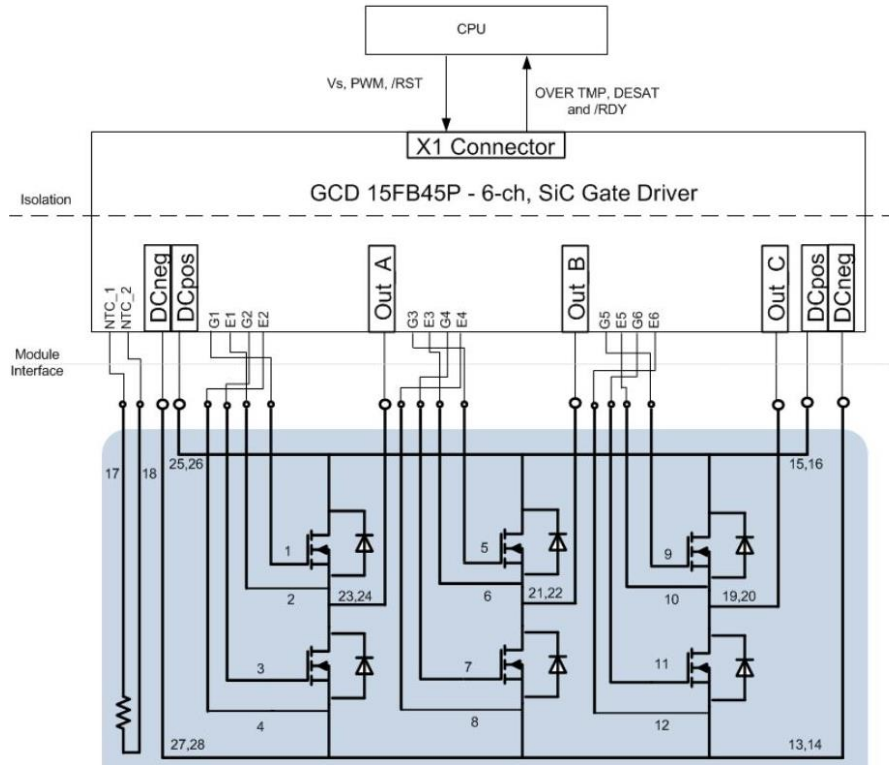 CPU
Vs, PWM, /RST
OVER TMP, DESAT
and /RDY
X1 Connector
GCD 15FB45P - 6-ch, SiC Gate Driver
Isolation
NTC_1
NTC_2
DCneg
DCpos
G1
E1
G2
E2
Out A
G3
E3
G4
E4
Out B
G5
E5
G6
E6
Out C
DCpos
DCneg
Module
Interface
17
18
25,26
15,16
1
5
9
2
23,24
6
21,22
10
19,20
3
7
11
4
8
12
27,28
13,14